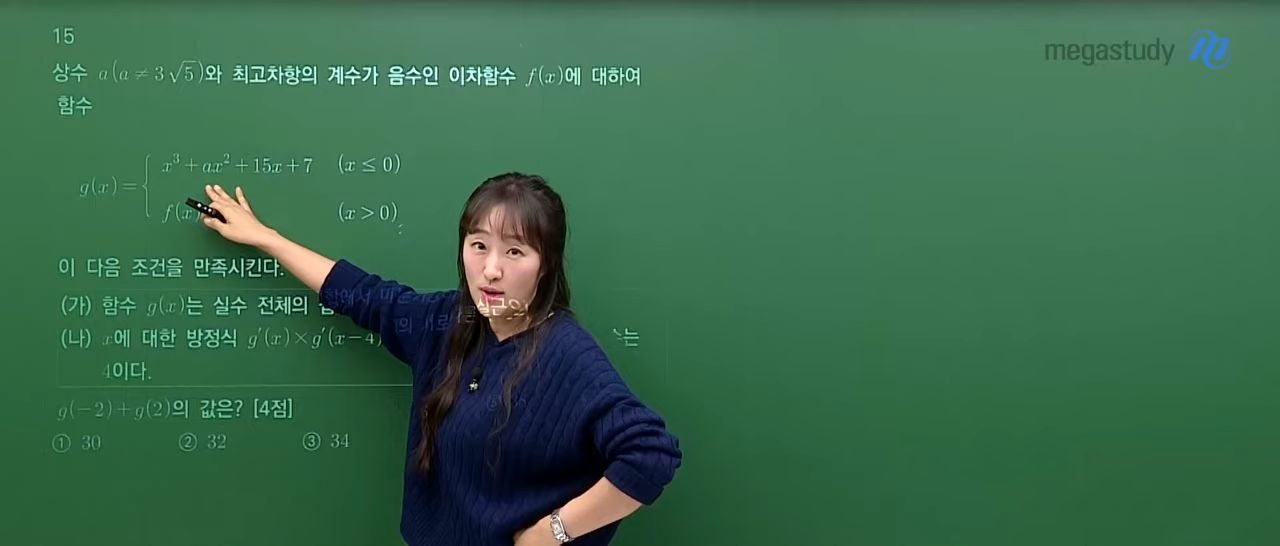 15
megastudy
상수 a(a≠3√5)와 최고차항의 계수가 음수인 이차함수 f(x)에 대하여
함수
g(x)={ x³+ax²+15x+7 (x≤0)
f(x) (x>0)
이 다음 조건을 만족시킨다.
(가) 함수 g(x)는 실수 전체의
(나) x에 대한 방정식 g′(x)×g′(x-4)
4이다.
g(-2)+g(2)의 값은? [4점]
① 30 ② 32 ③ 34